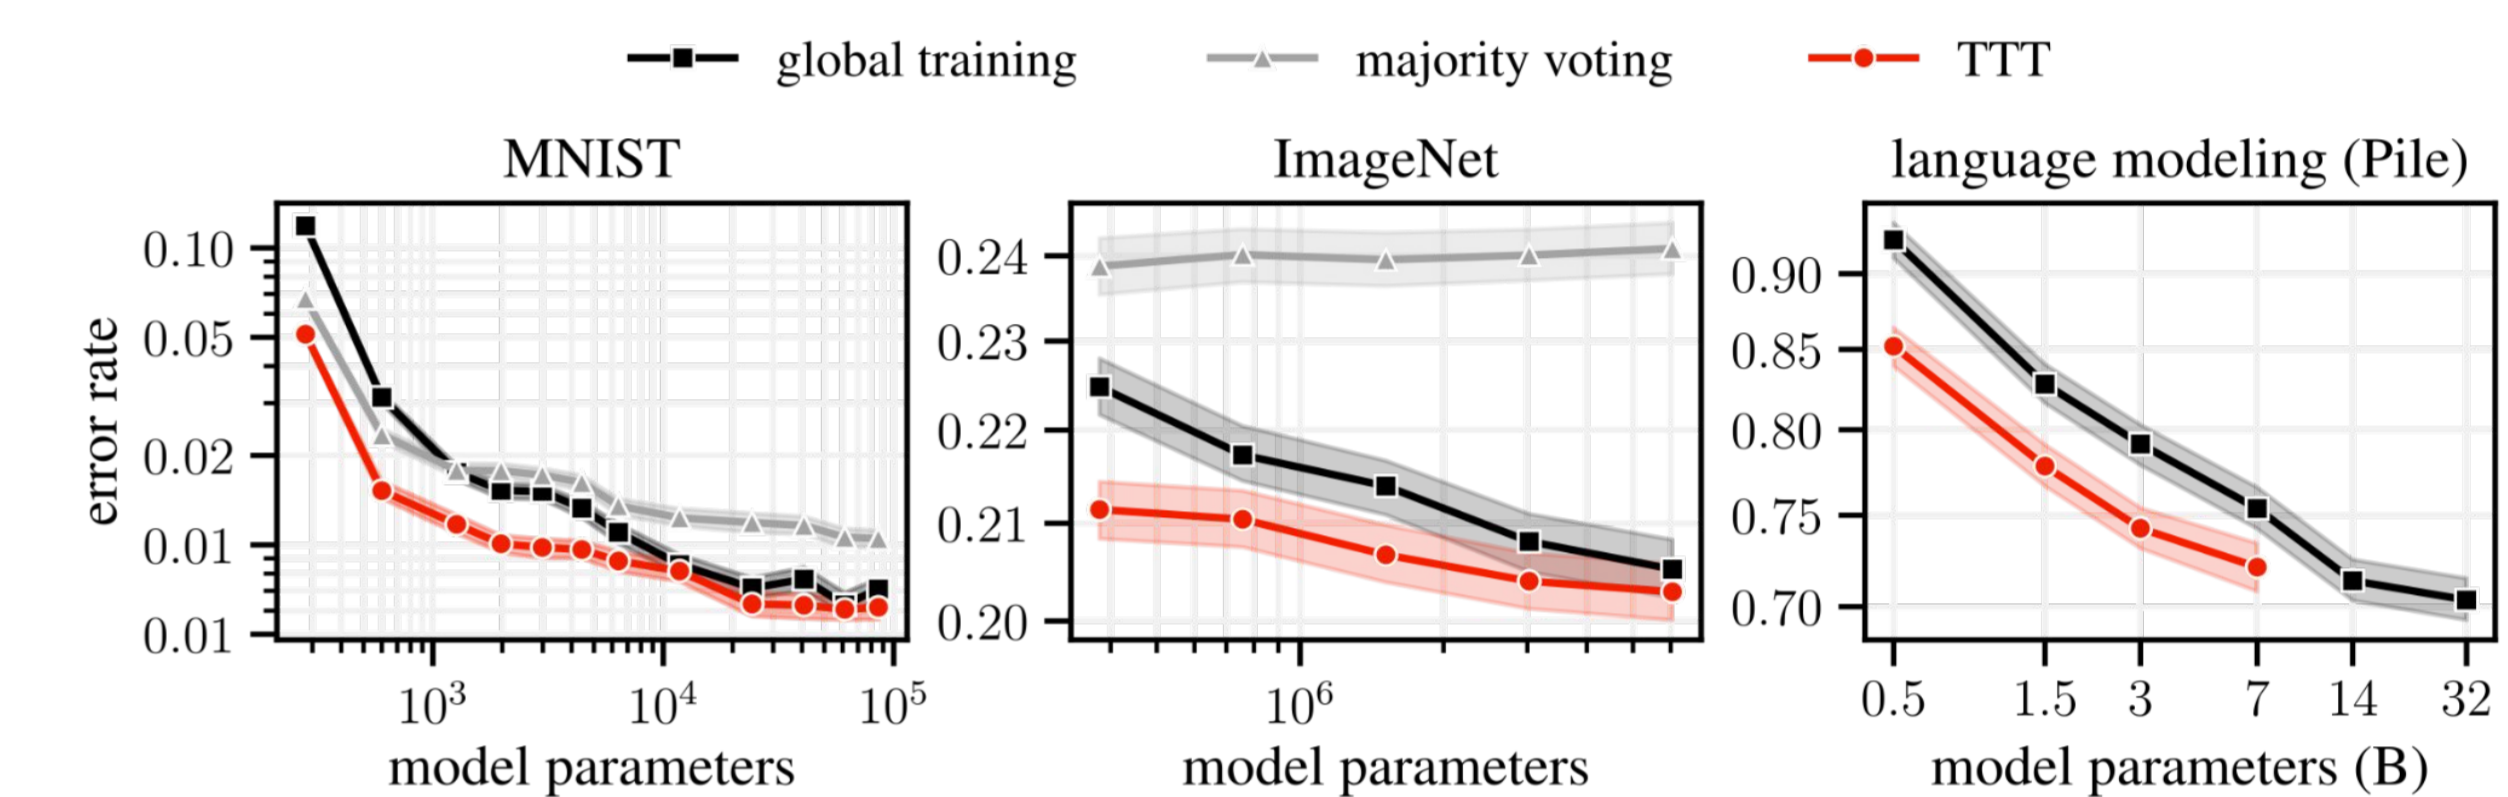 global training majority voting TTT
MNIST ImageNet language modeling (Pile)
error rate
0.10
0.05
0.02
0.01
0.01
10³ 10⁴ 10⁵
model parameters
0.24
0.23
0.22
0.21
0.20
10⁶
model parameters
0.90
0.85
0.80
0.75
0.70
0.5 1.5 3 7 14 32
model parameters (B)